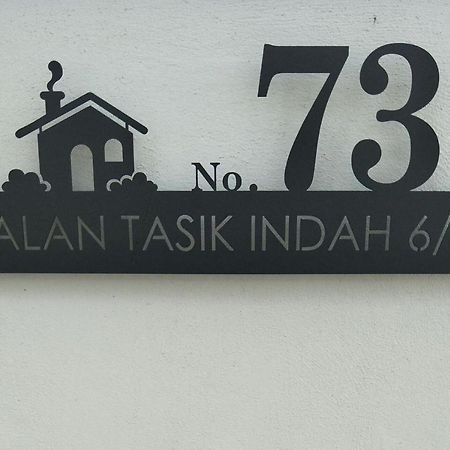 No. 73
ALAN TASIK INDAH 6/